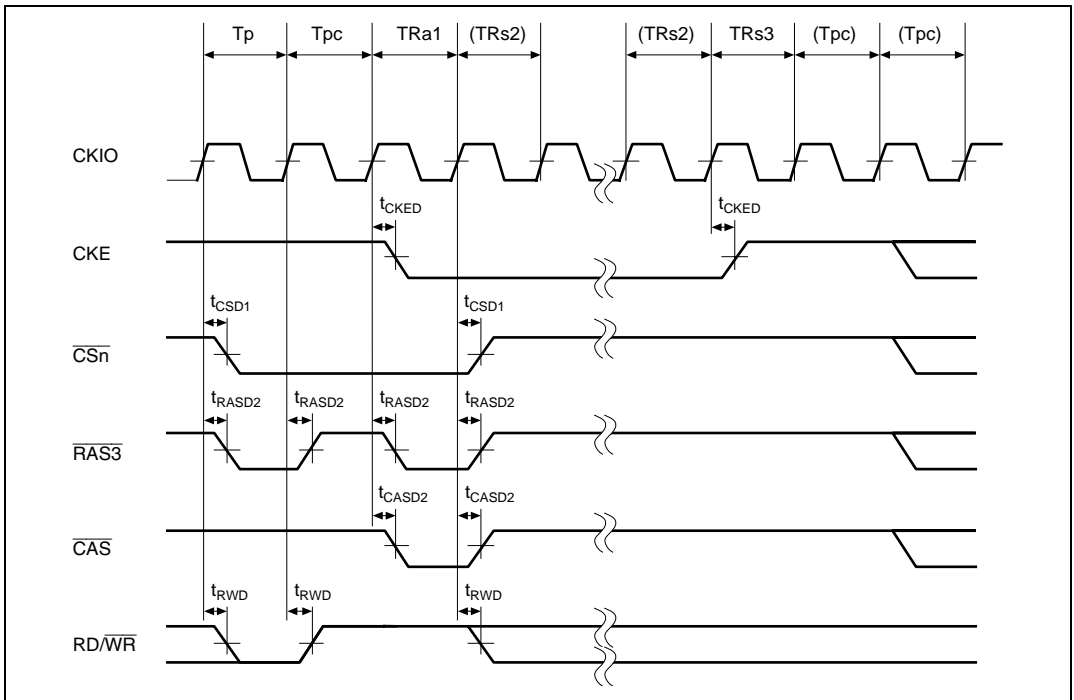 Tp Tpc TRa1 (TRs2) (TRs2) TRs3 (Tpc) (Tpc)
CKIO
tCKED tCKED
CKE
tCSD1 tCSD1
CSn
tRASD2 tRASD2 tRASD2 tRASD2
RAS3
tCASD2 tCASD2
CAS
tRWD tRWD tRWD
RD/WR